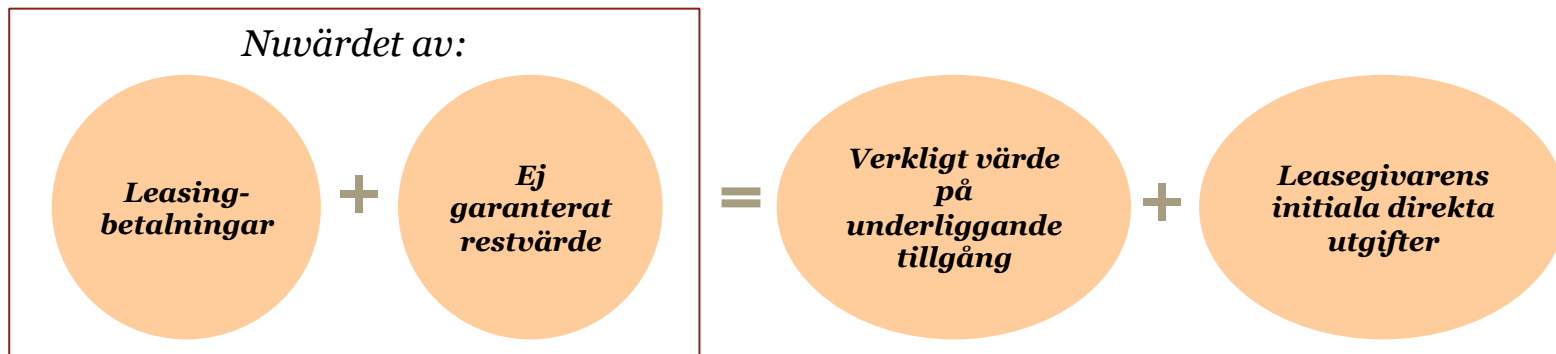 Nuvärdet av:
Leasing-
betalningar
+
Ej
garanterat
restvärde
=
Verkligt värde
på
underliggande
tillgång
+
Leasegivarens
initiala direkta
utgifter